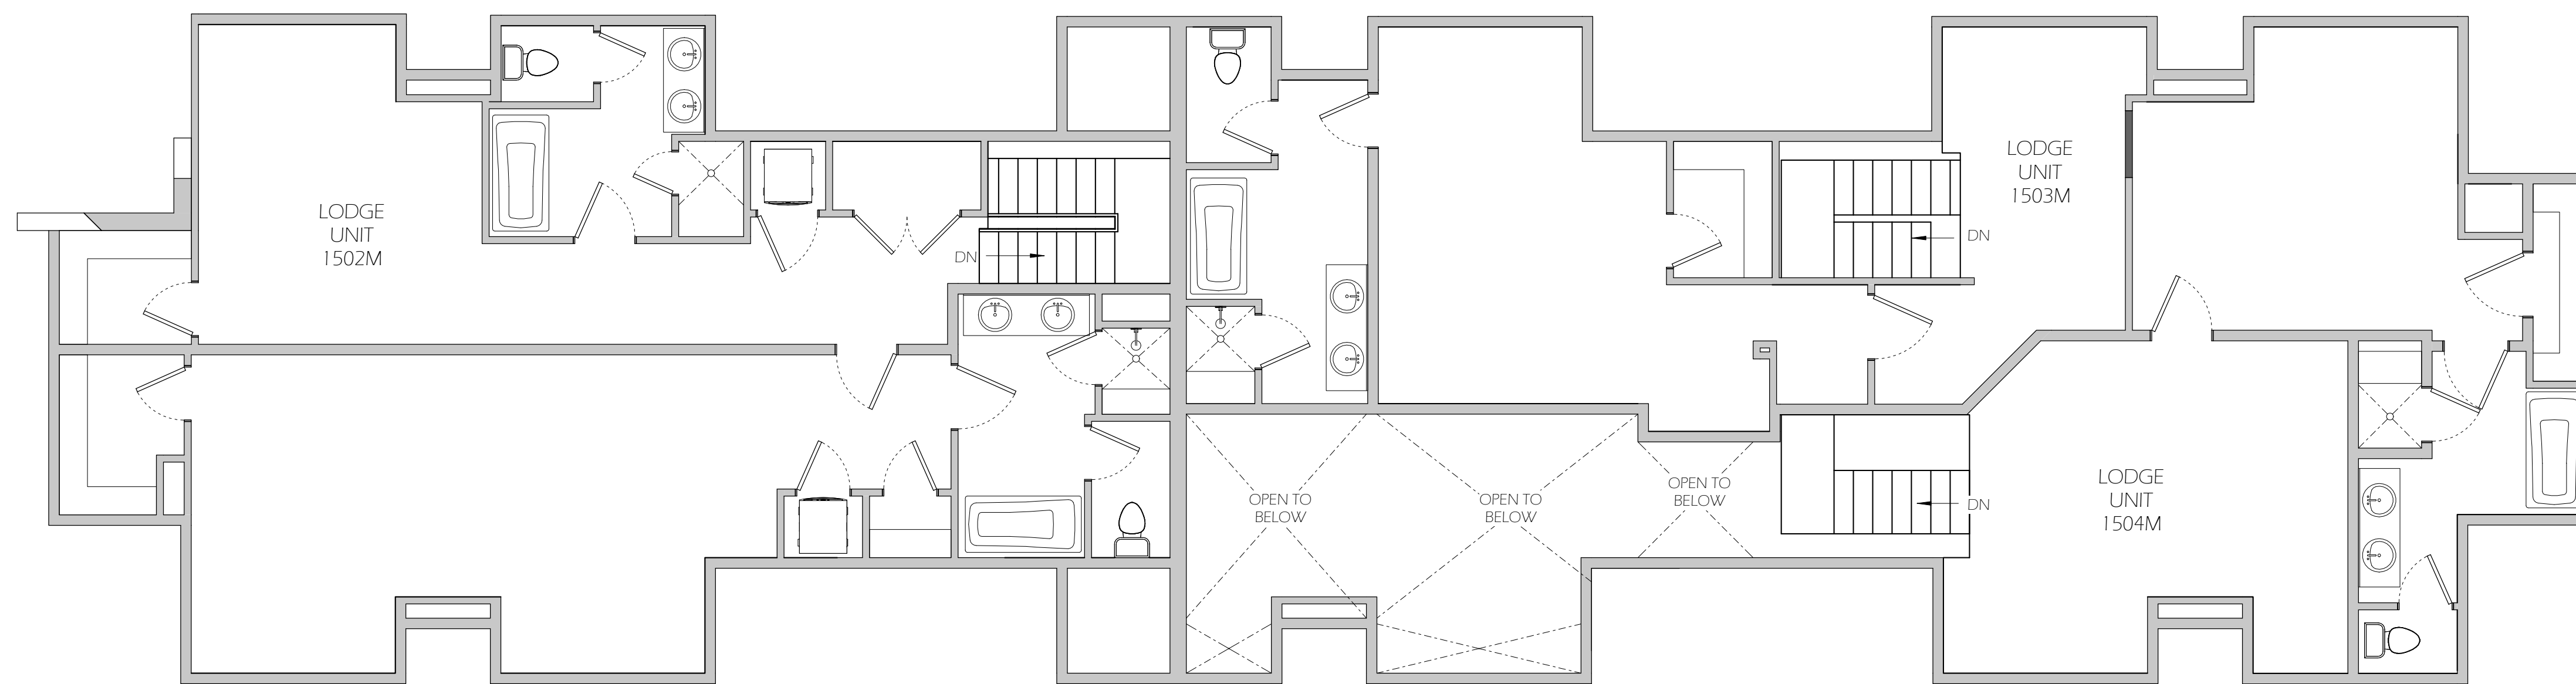 LODGE
UNIT
1502M
DN
LODGE
UNIT
1503M
DN
OPEN TO
BELOW
OPEN TO
BELOW
OPEN TO
BELOW
DN
LODGE
UNIT
1504M